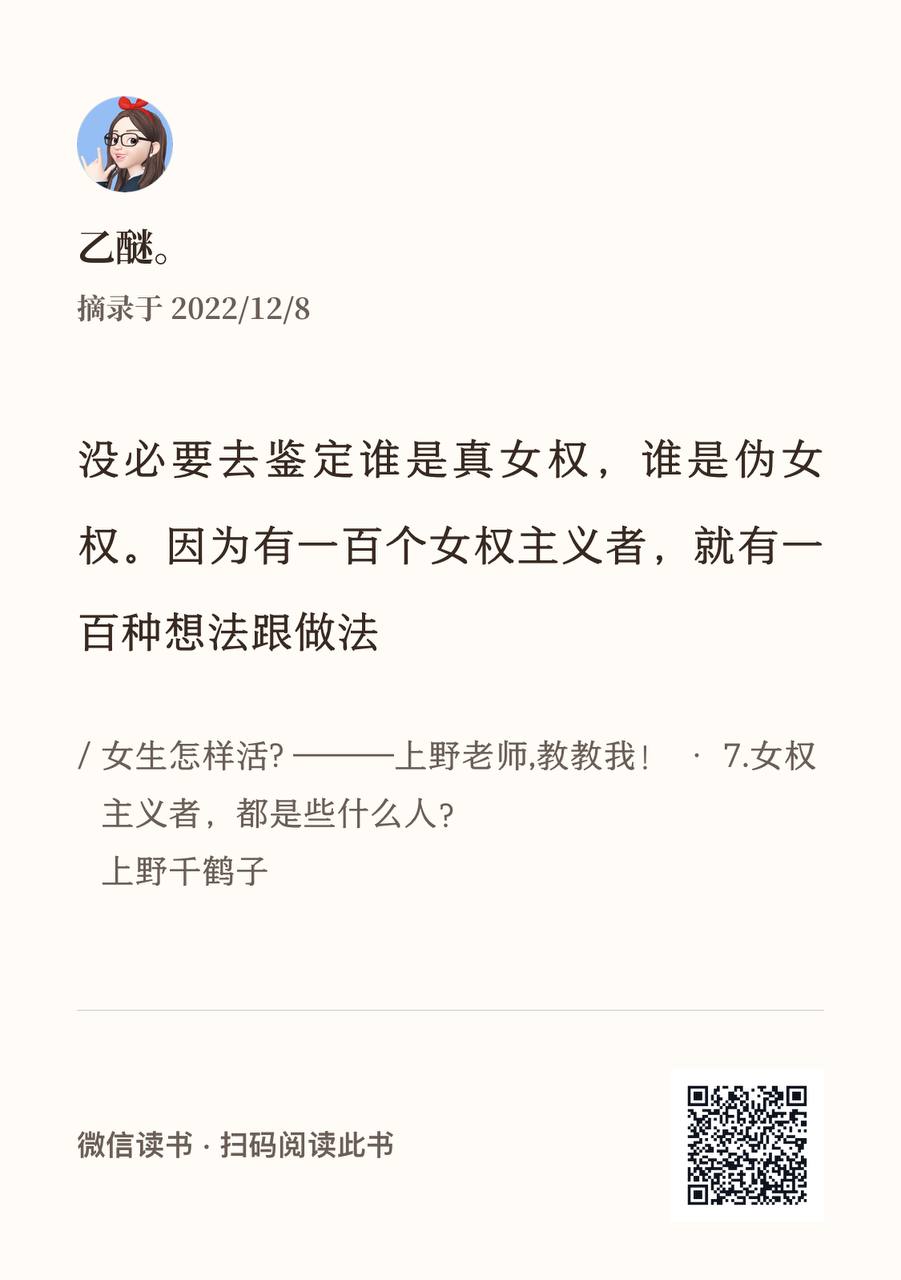 乙醚。
摘录于 2022/12/8
没必要去鉴定谁是真女权，谁是伪女
权。因为有一百个女权主义者，就有一
百种想法跟做法
/ 女生怎样活? ———上野老师,教教我！ · 7.女权
主义者，都是些什么人?
上野千鹤子
微信读书 · 扫码阅读此书